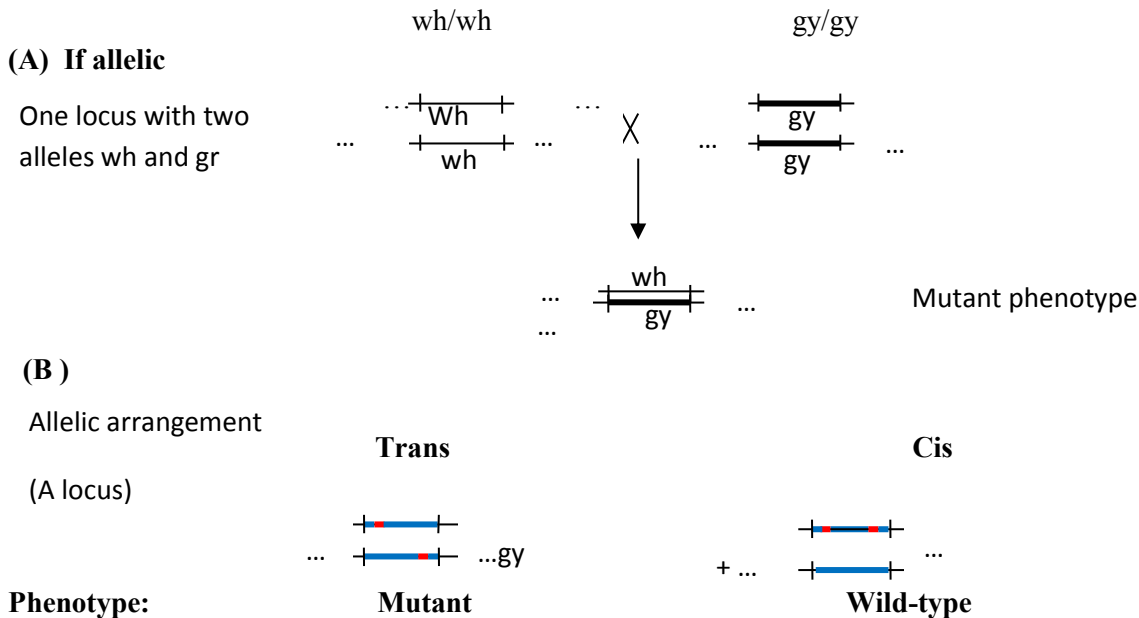 wh/wh gy/gy
(A) If allelic
One locus with two
alleles wh and gr
... Wh ... gy
... wh ... ... gy ...
... wh
... gy ... Mutant phenotype
(B )
Allelic arrangement
Trans Cis
(A locus)
... ...gy + ... ...
Phenotype: Mutant Wild-type